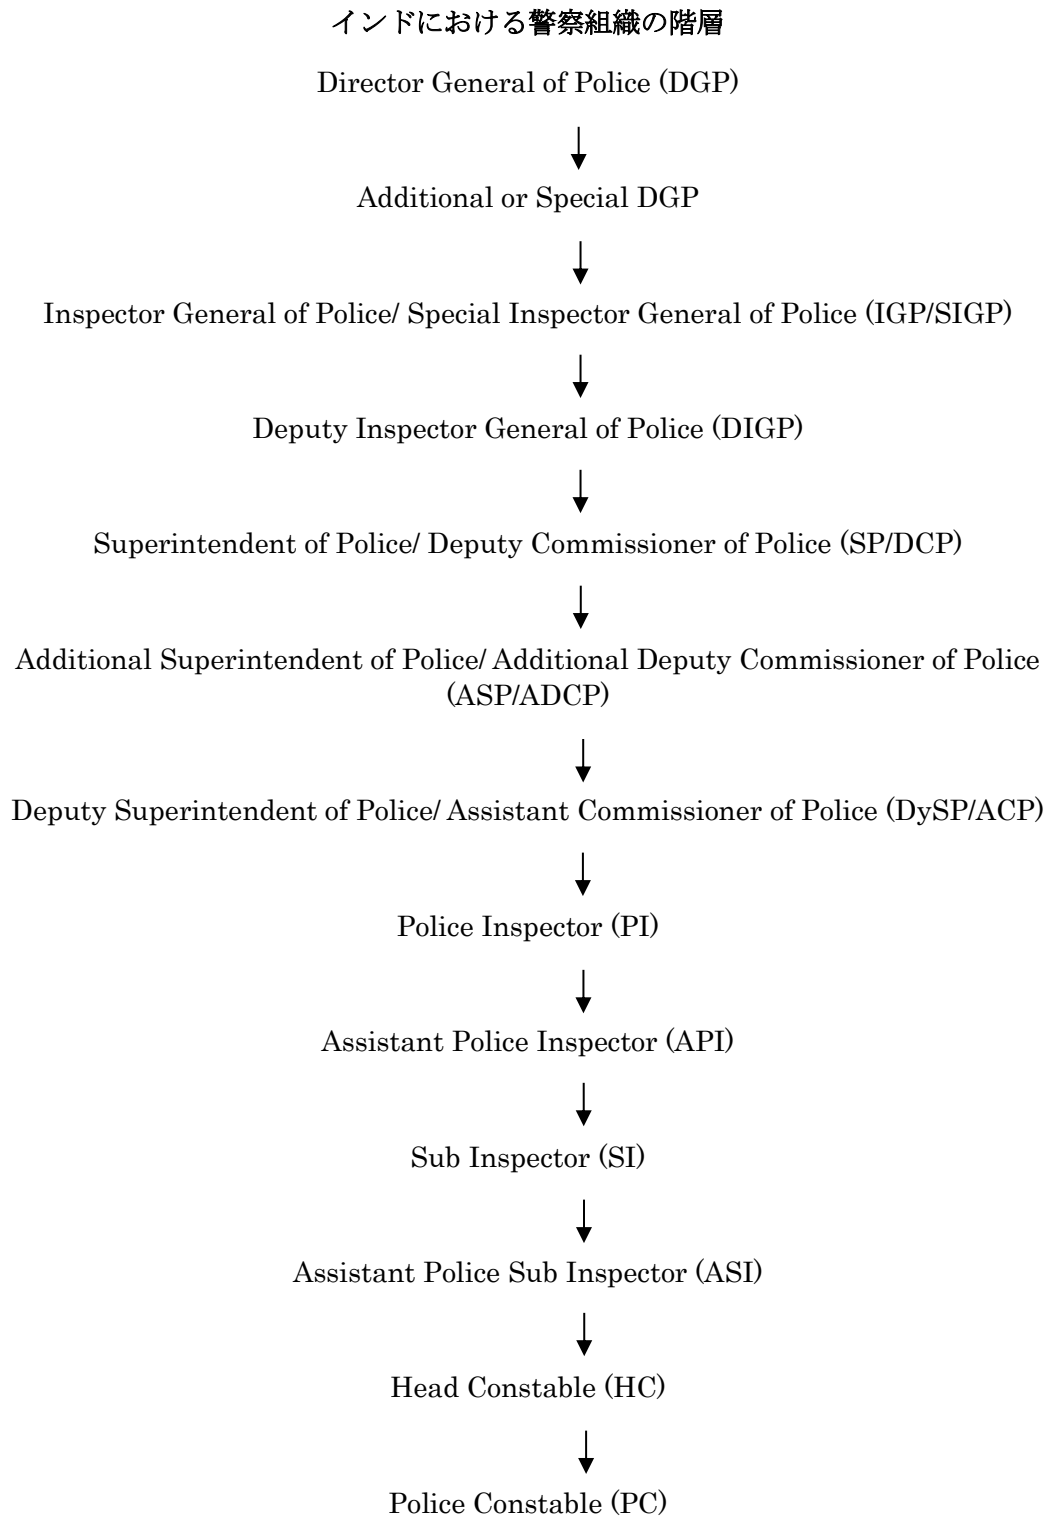 インドにおける警察組織の階層
Director General of Police (DGP)
Additional or Special DGP
Inspector General of Police/ Special Inspector General of Police (IGP/SIGP)
Deputy Inspector General of Police (DIGP)
Superintendent of Police/ Deputy Commissioner of Police (SP/DCP)
Additional Superintendent of Police/ Additional Deputy Commissioner of Police
(ASP/ADCP)
Deputy Superintendent of Police/ Assistant Commissioner of Police (DySP/ACP)
Police Inspector (PI)
Assistant Police Inspector (API)
Sub Inspector (SI)
Assistant Police Sub Inspector (ASI)
Head Constable (HC)
Police Constable (PC)